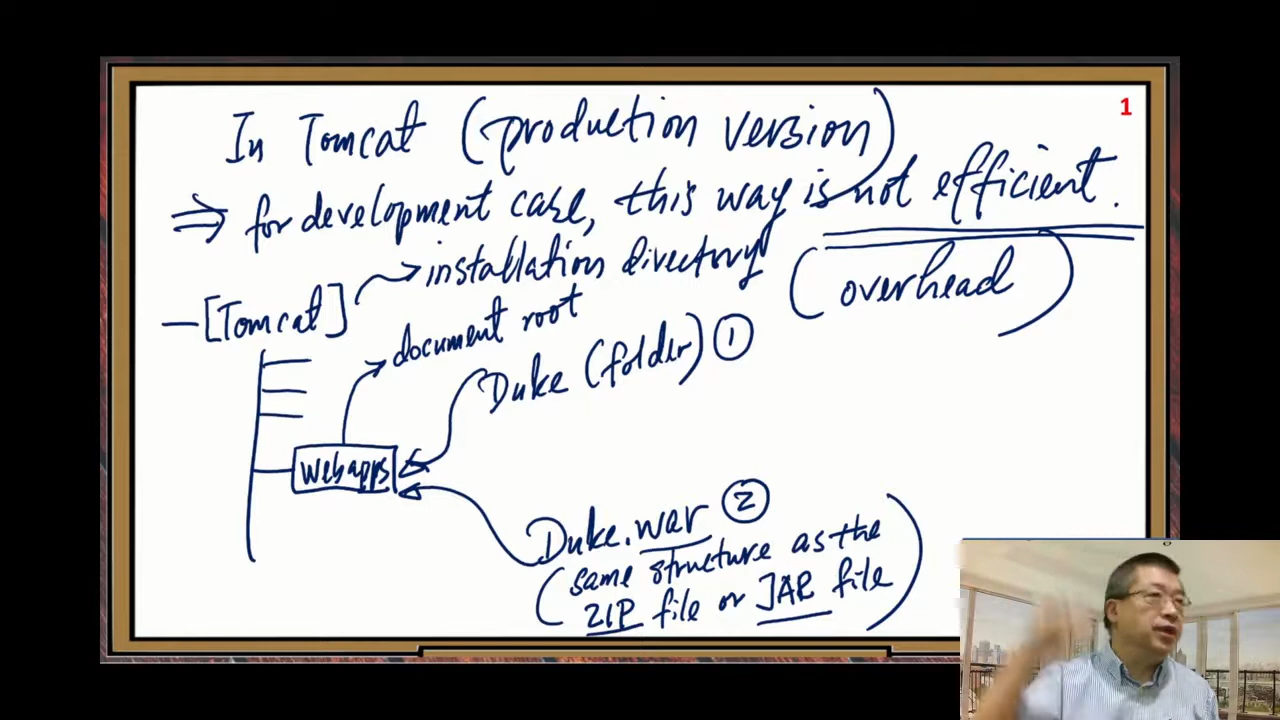 1
In Tomcat (production version)
⇒ for development case, this way is not efficient.
(overhead)
→ installation directory
— [Tomcat]
→ document root
Duke (folder) ①
Webapps
Duke.war ②
(same structure as the
ZIP file or JAR file)